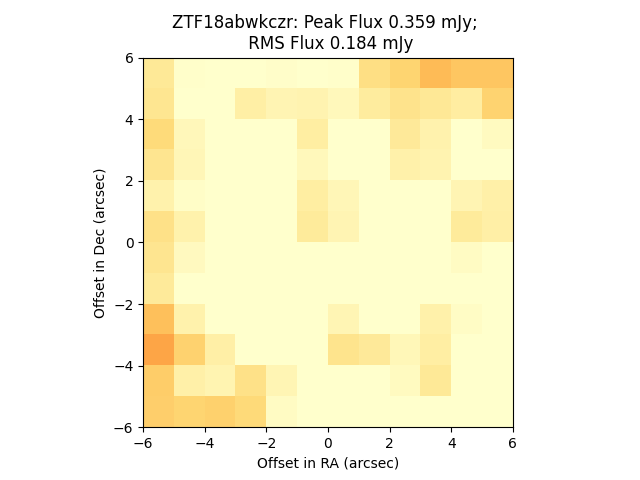 ZTF18abwkczr: Peak Flux 0.359 mJy;
RMS Flux 0.184 mJy
6
4
2
0
−2
−4
−6
Offset in Dec (arcsec)
−6 −4 −2 0 2 4 6
Offset in RA (arcsec)